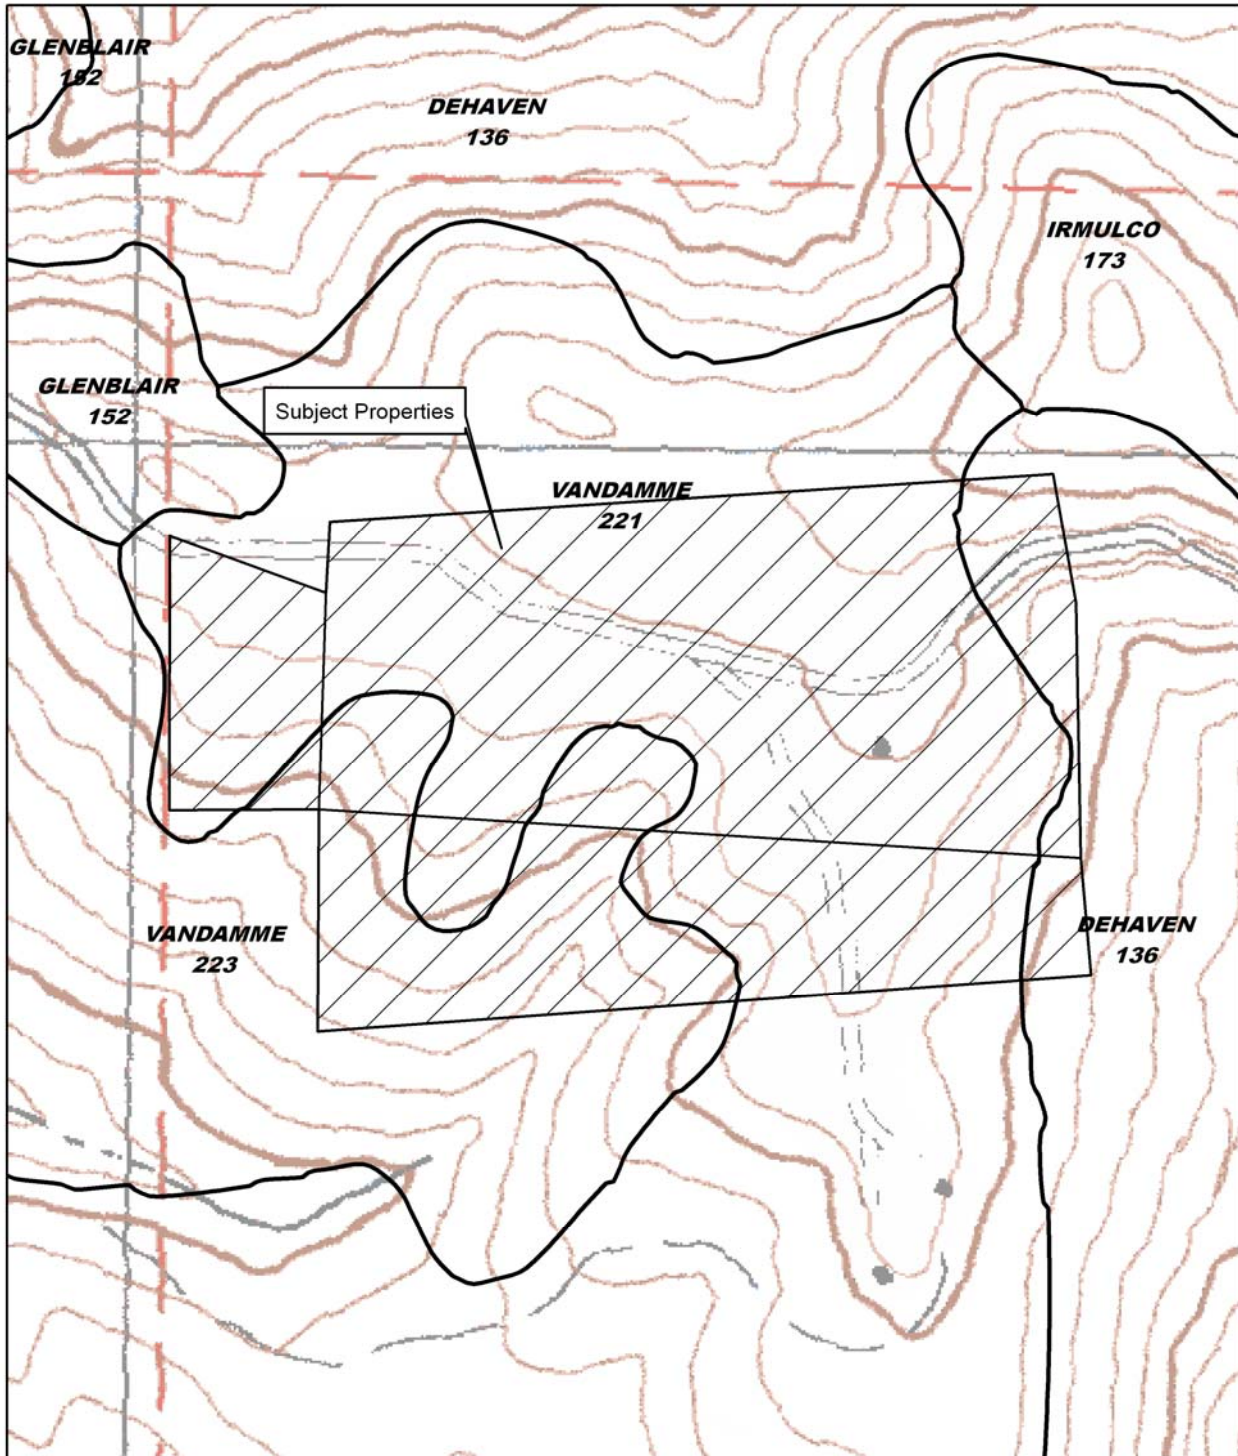 GLENBLAIR
152
DEHAVEN
136
IRMULCO
173
GLENBLAIR
152
Subject Properties
VANDAMME
221
VANDAMME
223
DEHAVEN
136